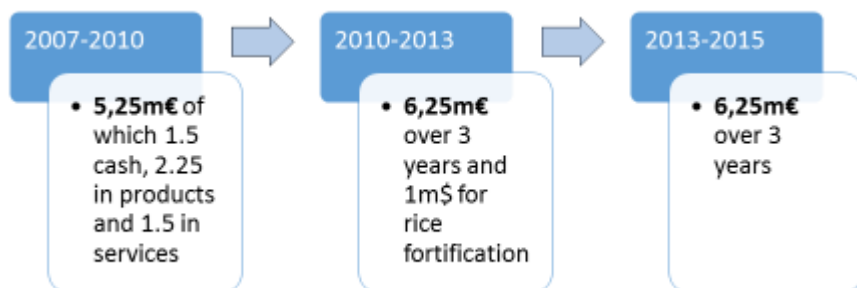 2007-2010
• 5,25m€ of
which 1.5
cash, 2.25
in products
and 1.5 in
services
2010-2013
• 6,25m€
over 3
years and
1m$ for
rice
fortification
2013-2015
• 6,25m€
over 3
years